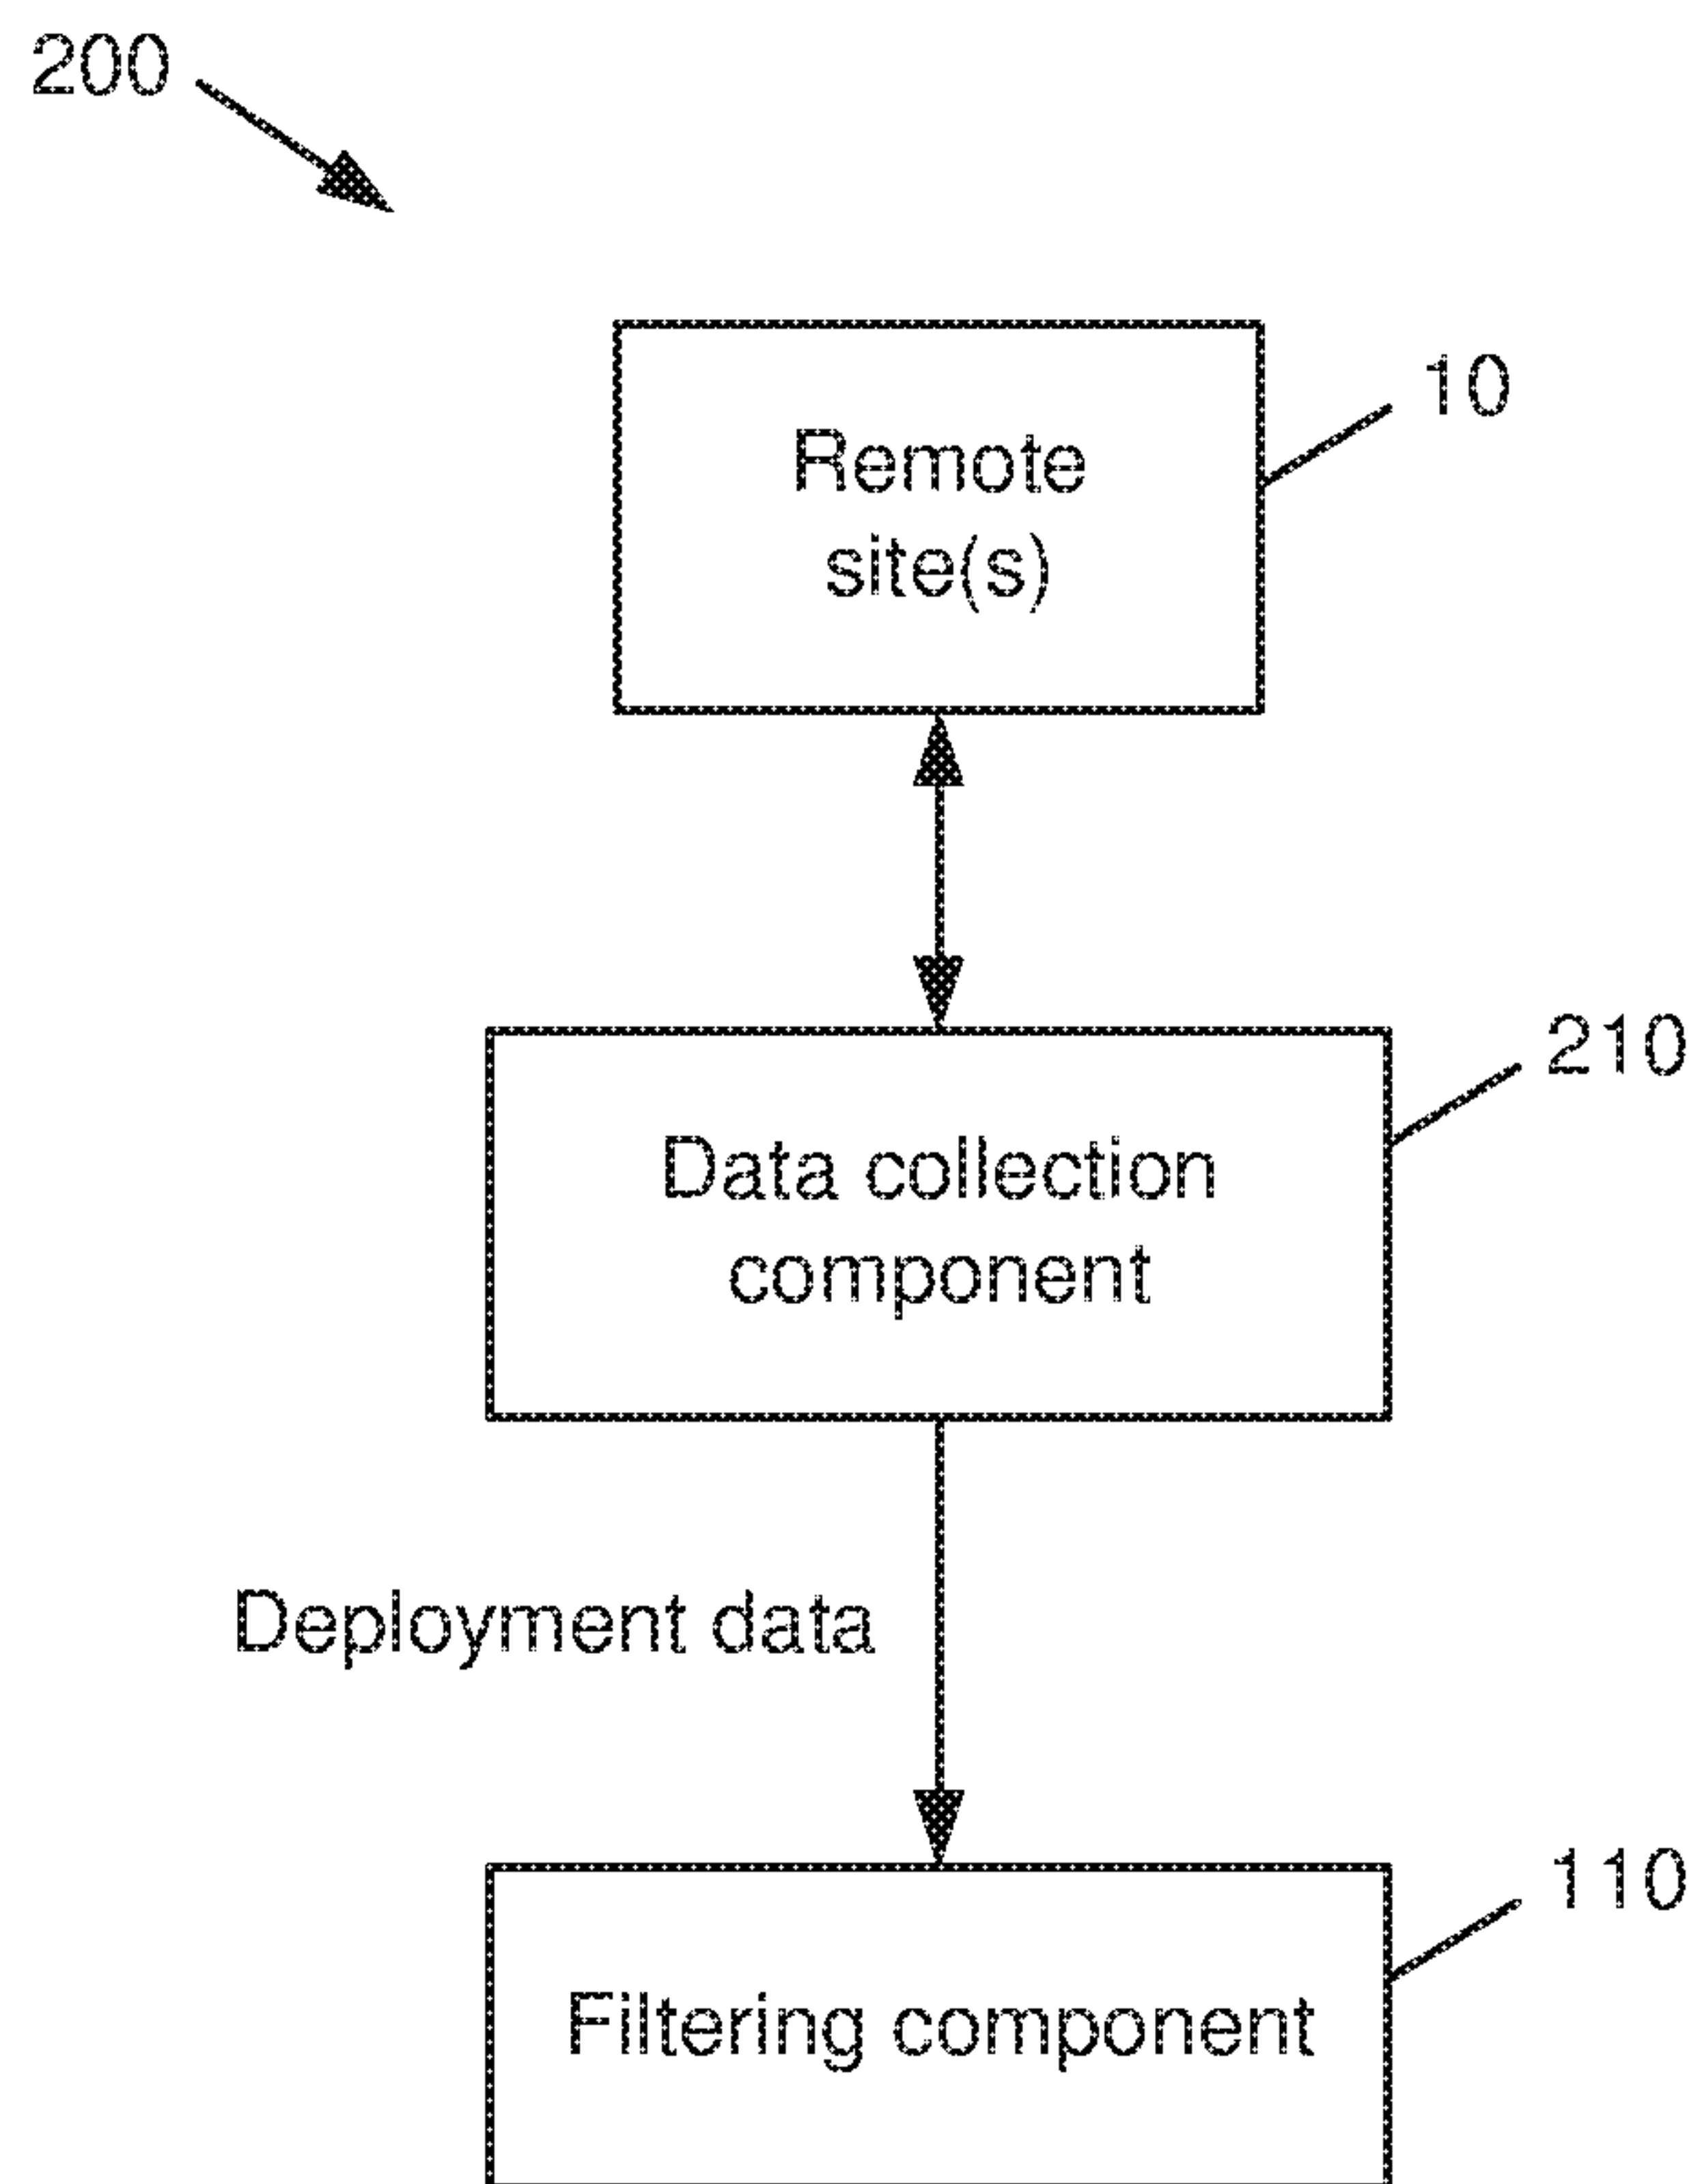 200
10
Remote
site(s)
210
Data collection
component
Deployment data
110
Filtering component